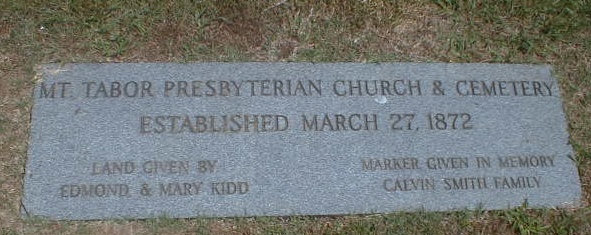 MT. TABOR PRESBYTERIAN CHURCH & CEMETERY
ESTABLISHED MARCH 27, 1872
LAND GIVEN BY
EDMOND & MARY KIDD
MARKER GIVEN IN MEMORY
CALVIN SMITH FAMILY